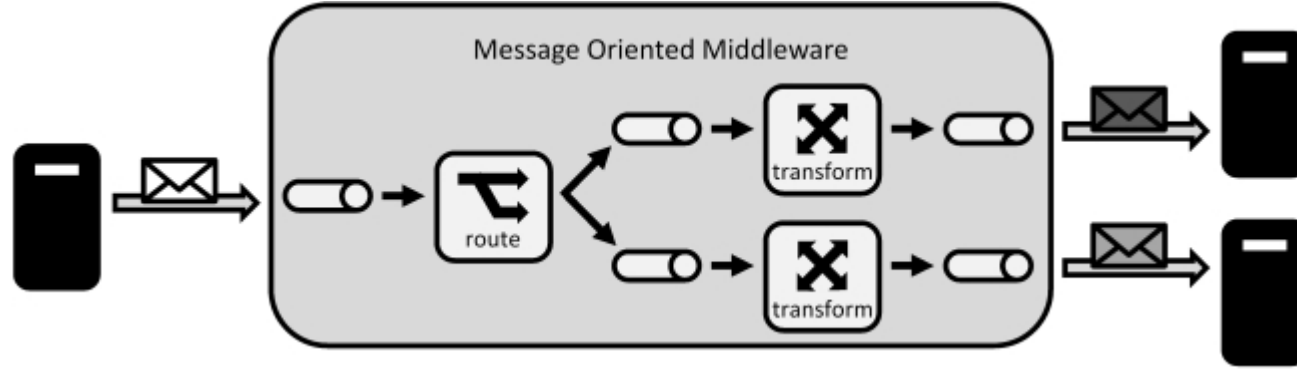 Message Oriented Middleware
transform
route
transform